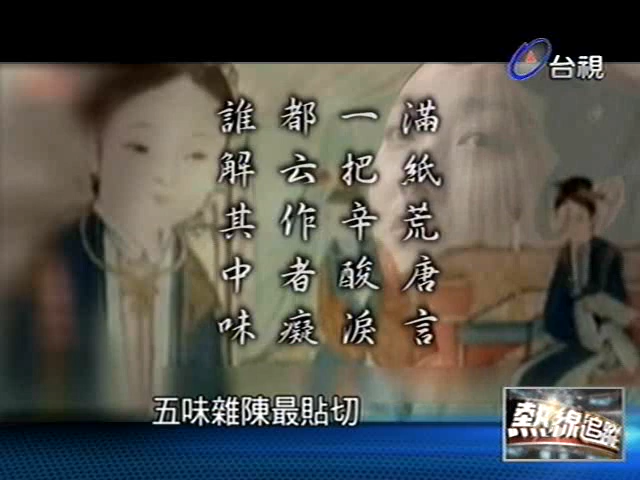 台視
滿紙荒唐言
一把辛酸淚
都云作者癡
誰解其中味
五味雜陳最貼切
熱線追蹤